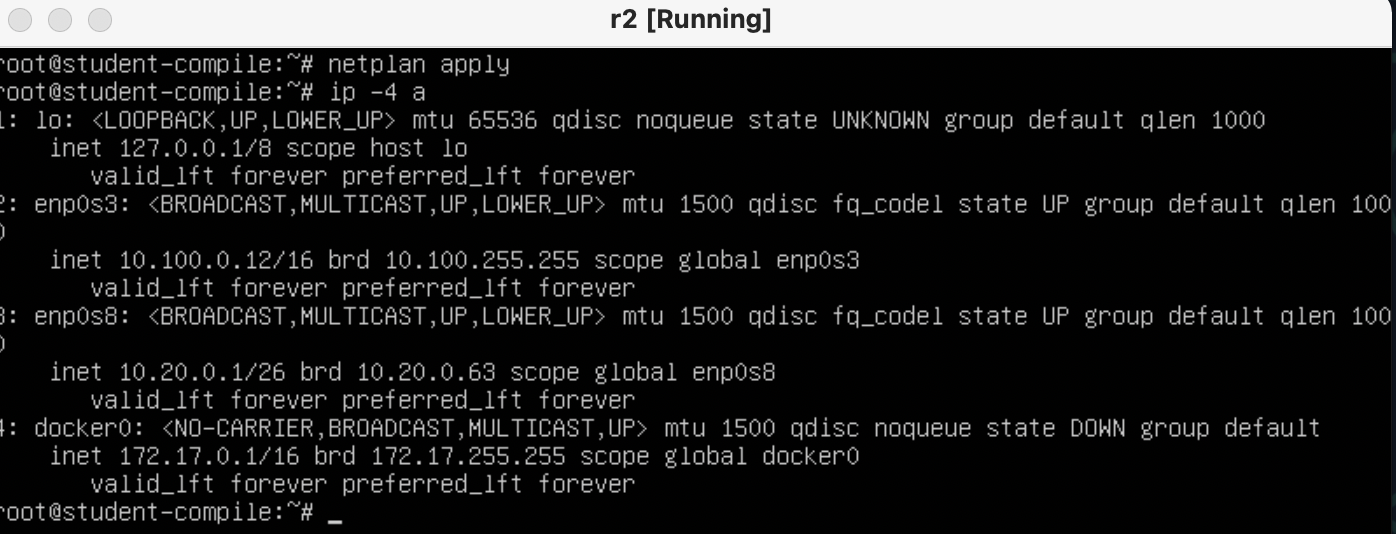 r2 [Running]
root@student-compile:~# netplan apply
root@student-compile:~# ip -4 a
1: lo: <LOOPBACK,UP,LOWER_UP> mtu 65536 qdisc noqueue state UNKNOWN group default qlen 1000
    inet 127.0.0.1/8 scope host lo
       valid_lft forever preferred_lft forever
2: enp0s3: <BROADCAST,MULTICAST,UP,LOWER_UP> mtu 1500 qdisc fq_codel state UP group default qlen 100
0
    inet 10.100.0.12/16 brd 10.100.255.255 scope global enp0s3
       valid_lft forever preferred_lft forever
3: enp0s8: <BROADCAST,MULTICAST,UP,LOWER_UP> mtu 1500 qdisc fq_codel state UP group default qlen 100
0
    inet 10.20.0.1/26 brd 10.20.0.63 scope global enp0s8
       valid_lft forever preferred_lft forever
4: docker0: <NO-CARRIER,BROADCAST,MULTICAST,UP> mtu 1500 qdisc noqueue state DOWN group default
    inet 172.17.0.1/16 brd 172.17.255.255 scope global docker0
       valid_lft forever preferred_lft forever
root@student-compile:~# _